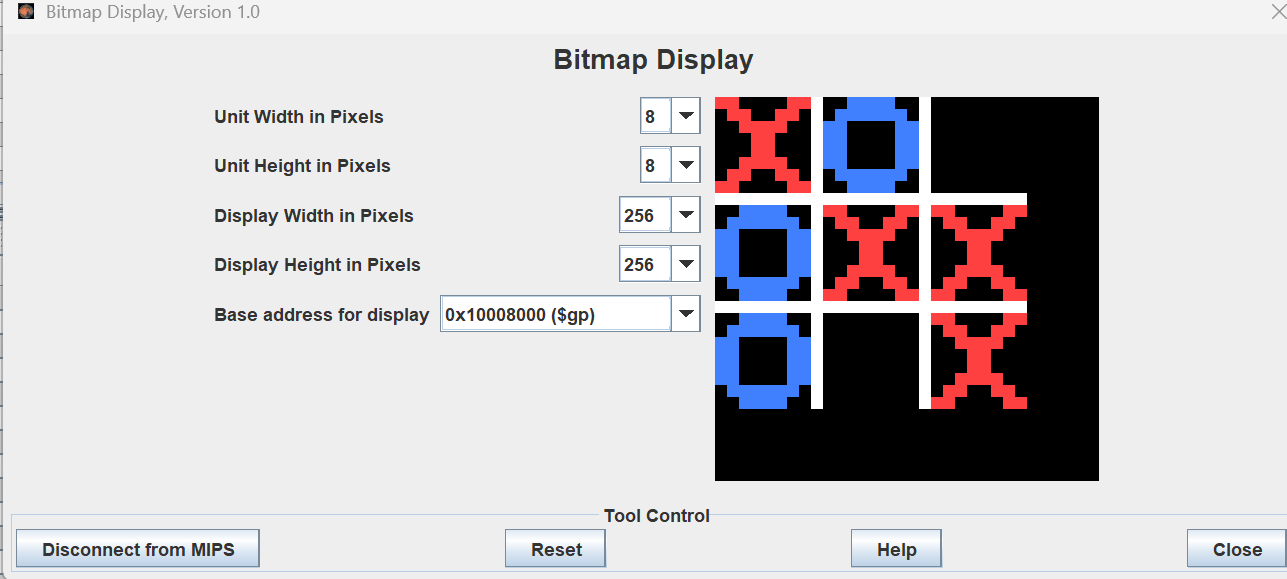 Bitmap Display, Version 1.0
Bitmap Display
Unit Width in Pixels 8
Unit Height in Pixels 8
Display Width in Pixels 256
Display Height in Pixels 256
Base address for display 0x10008000 ($gp)
Tool Control
Disconnect from MIPS Reset Help Close